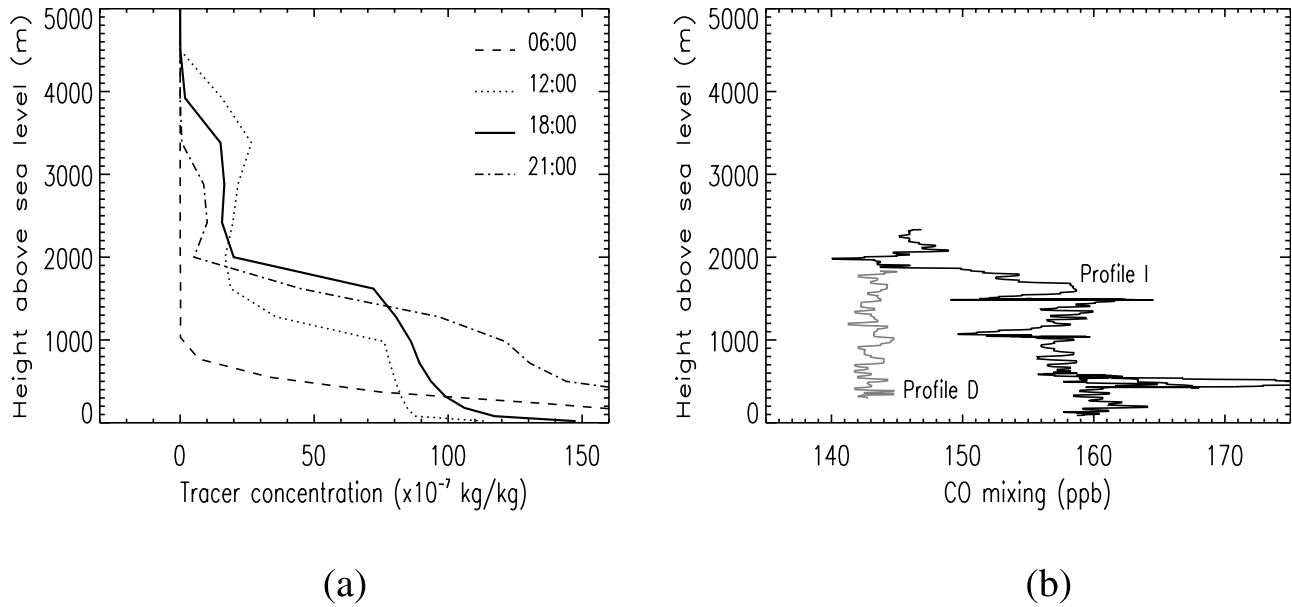 5000
4000
3000
2000
1000
0
Height above sea level (m)
06:00
12:00
18:00
21:00
0 50 100 150
Tracer concentration (x10⁻⁷ kg/kg)
(a)
5000
4000
3000
2000
1000
0
Height above sea level (m)
Profile I
Profile D
140 150 160 170
CO mixing (ppb)
(b)